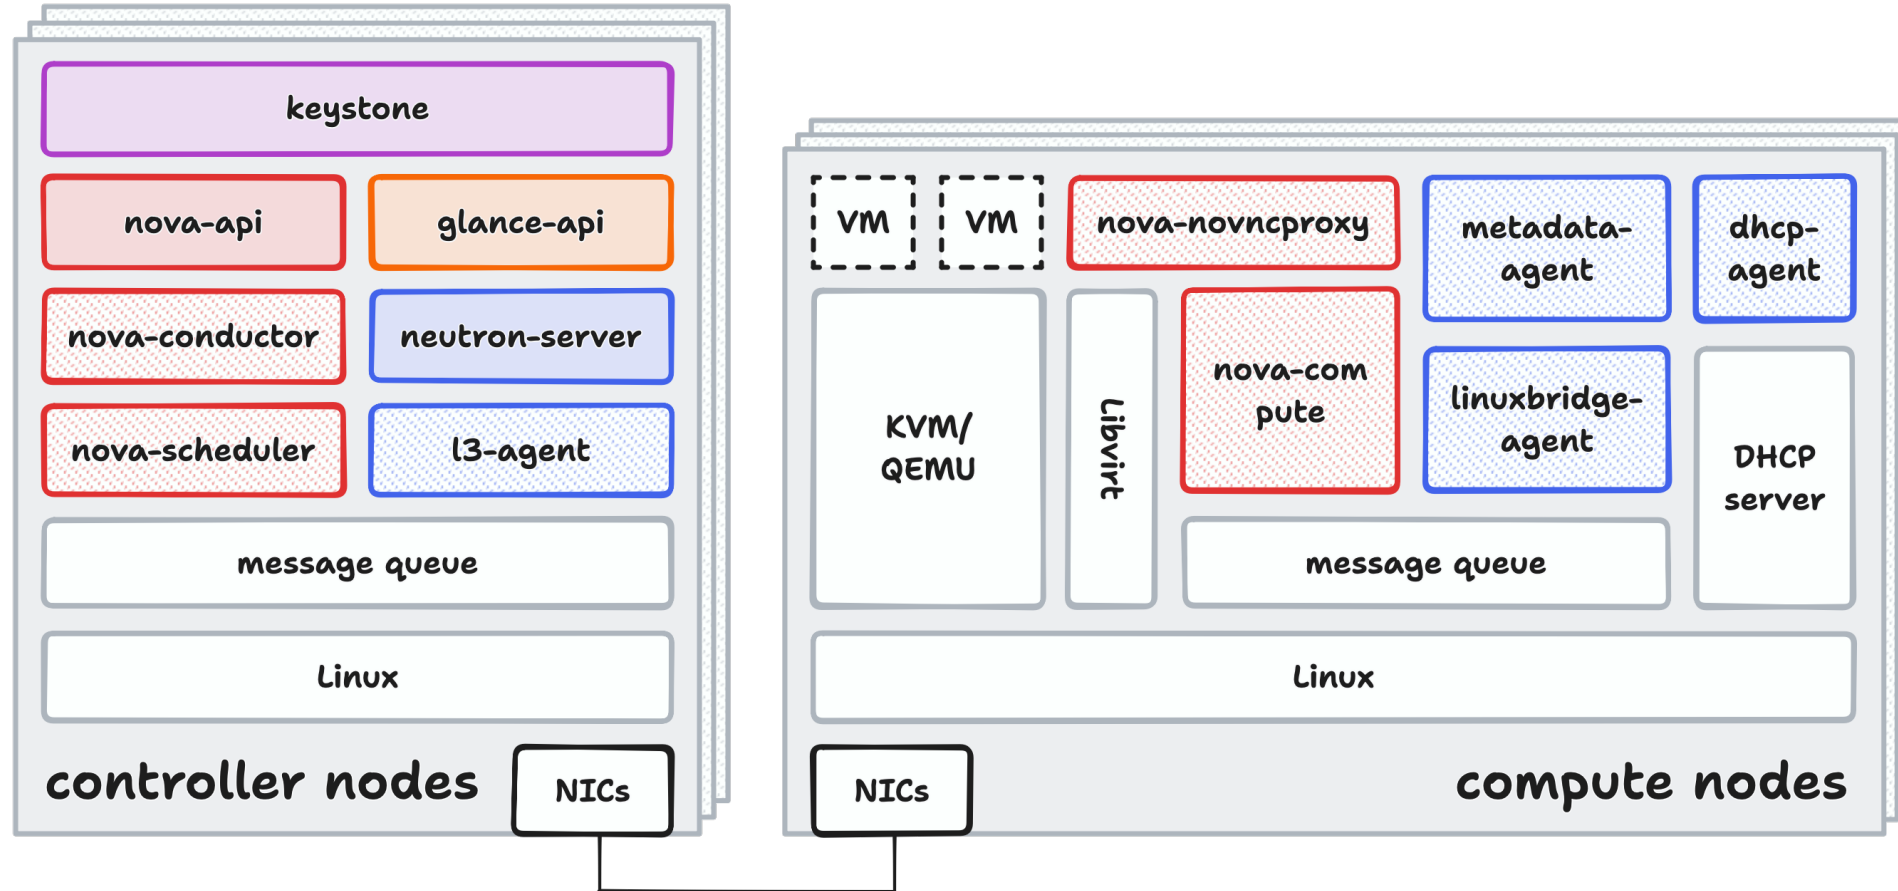 keystone
nova-api
glance-api
nova-conductor
neutron-server
nova-scheduler
l3-agent
message queue
Linux
controller nodes
NICs
VM
VM
nova-novncproxy
metadata-
agent
dhcp-
agent
KVM/
QEMU
Libvirt
nova-com
pute
linuxbridge-
agent
DHCP
server
message queue
Linux
NICs
compute nodes